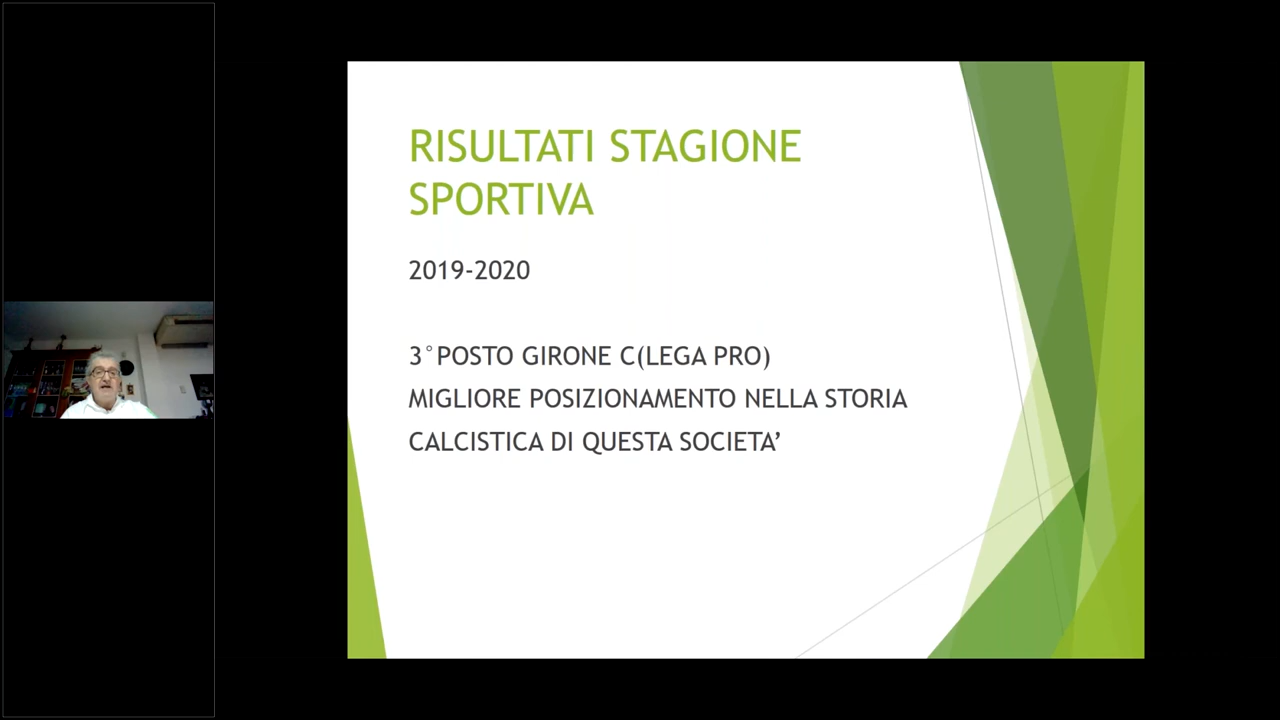 RISULTATI STAGIONE
SPORTIVA
2019-2020
3°POSTO GIRONE C(LEGA PRO)
MIGLIORE POSIZIONAMENTO NELLA STORIA
CALCISTICA DI QUESTA SOCIETA’